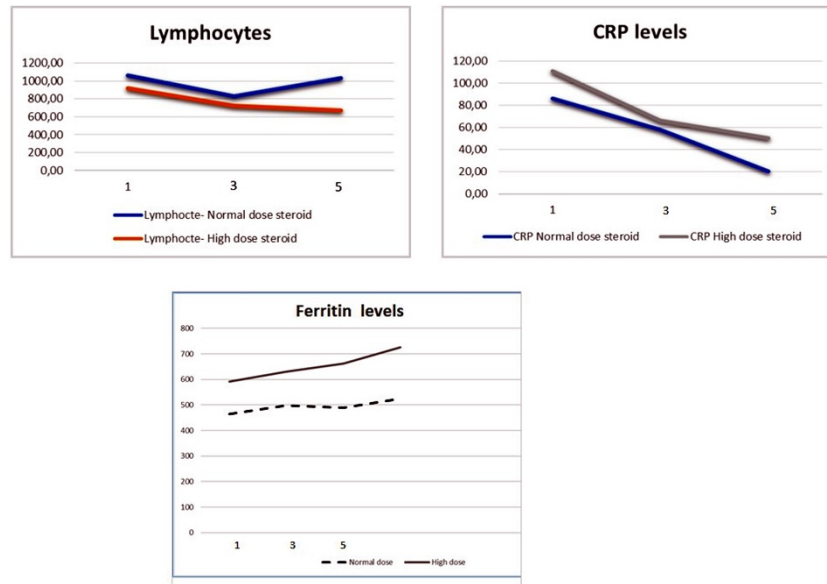 Lymphocytes
1200,00
1000,00
800,00
600,00
400,00
200,00
0,00
1 3 5
Lymphocte- Normal dose steroid
Lymphocte- High dose steroid
CRP levels
120,00
100,00
80,00
60,00
40,00
20,00
0,00
1 3 5
CRP Normal dose steroid CRP High dose steroid
Ferritin levels
800
700
600
500
400
300
200
100
0
1 3 5
Normal dose High dose